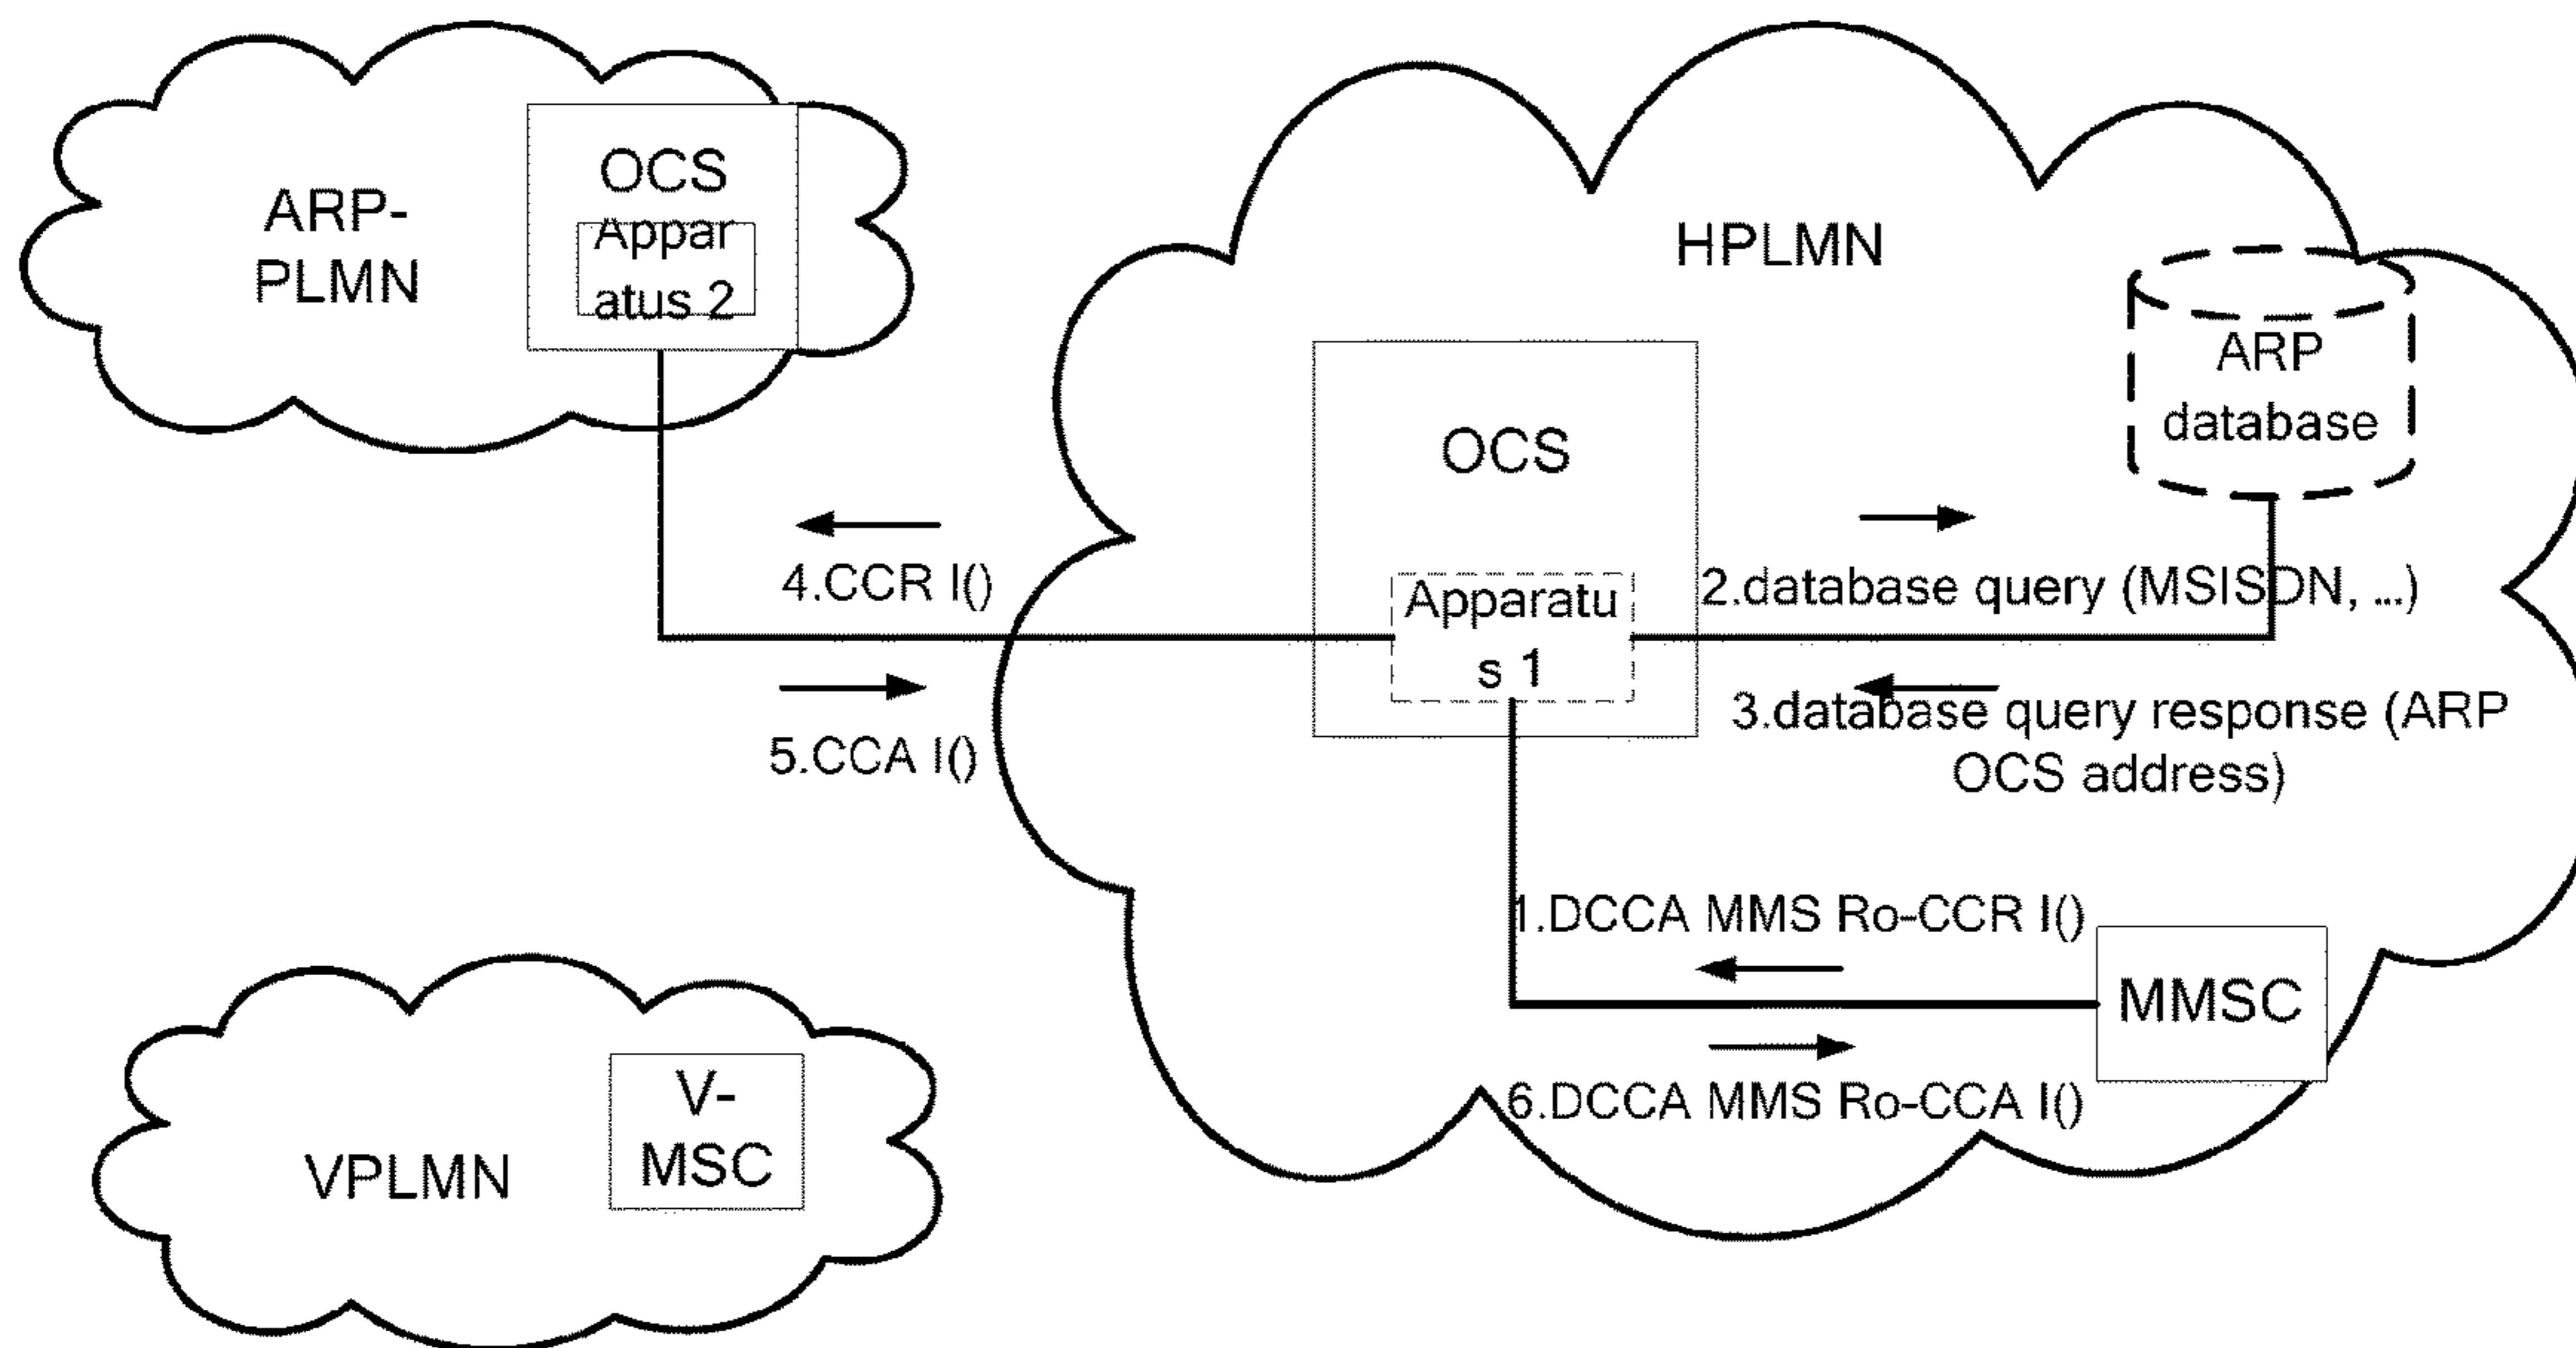 ARP-
PLMN
OCS
Appar
atus 2
HPLMN
ARP
database
OCS
Apparatu
s 1
4.CCR I()
5.CCA I()
2.database query (MSISDN, ...)
3.database query response (ARP
OCS address)
1.DCCA MMS Ro-CCR I()
MMSC
6.DCCA MMS Ro-CCA I()
VPLMN
V-
MSC